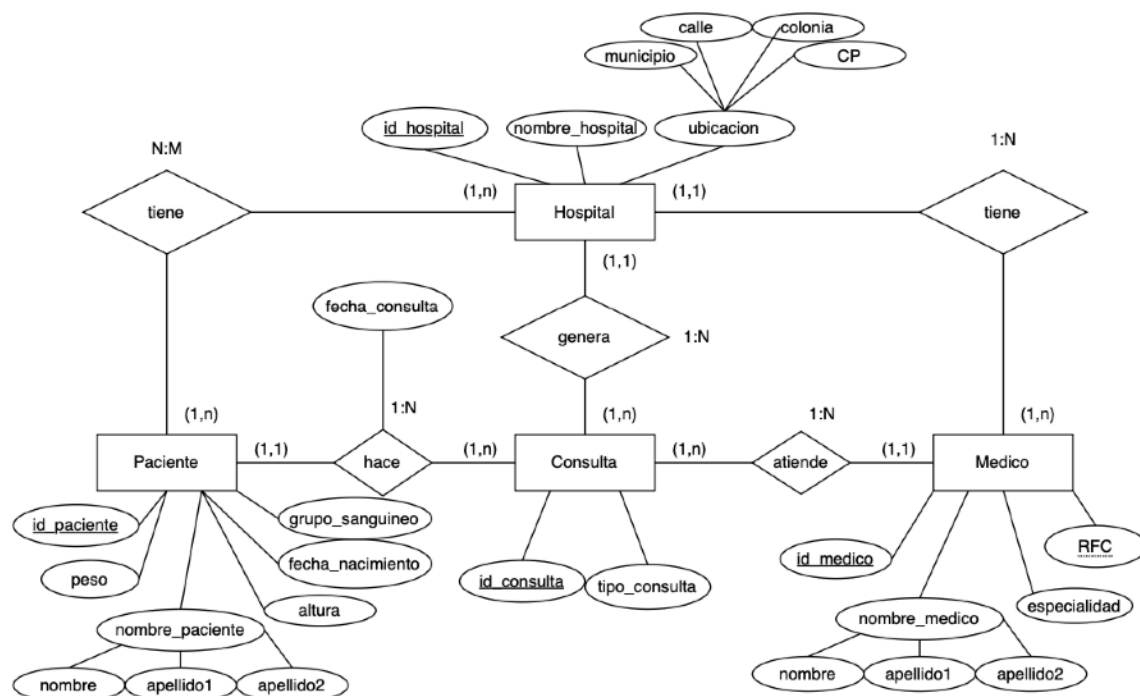 calle
colonia
municipio
CP
id_hospital
nombre_hospital
ubicacion
N:M
1:N
tiene
(1,n)
Hospital
(1,1)
tiene
(1,1)
fecha_consulta
genera
1:N
(1,n)
1:N
(1,n)
1:N
(1,n)
Paciente
(1,1)
hace
(1,n)
Consulta
(1,n)
atiende
(1,1)
Medico
id_paciente
grupo_sanguineo
RFC
fecha_nacimiento
id_medico
peso
id_consulta
tipo_consulta
altura
especialidad
nombre_paciente
nombre_medico
nombre
apellido1
apellido2
nombre
apellido1
apellido2